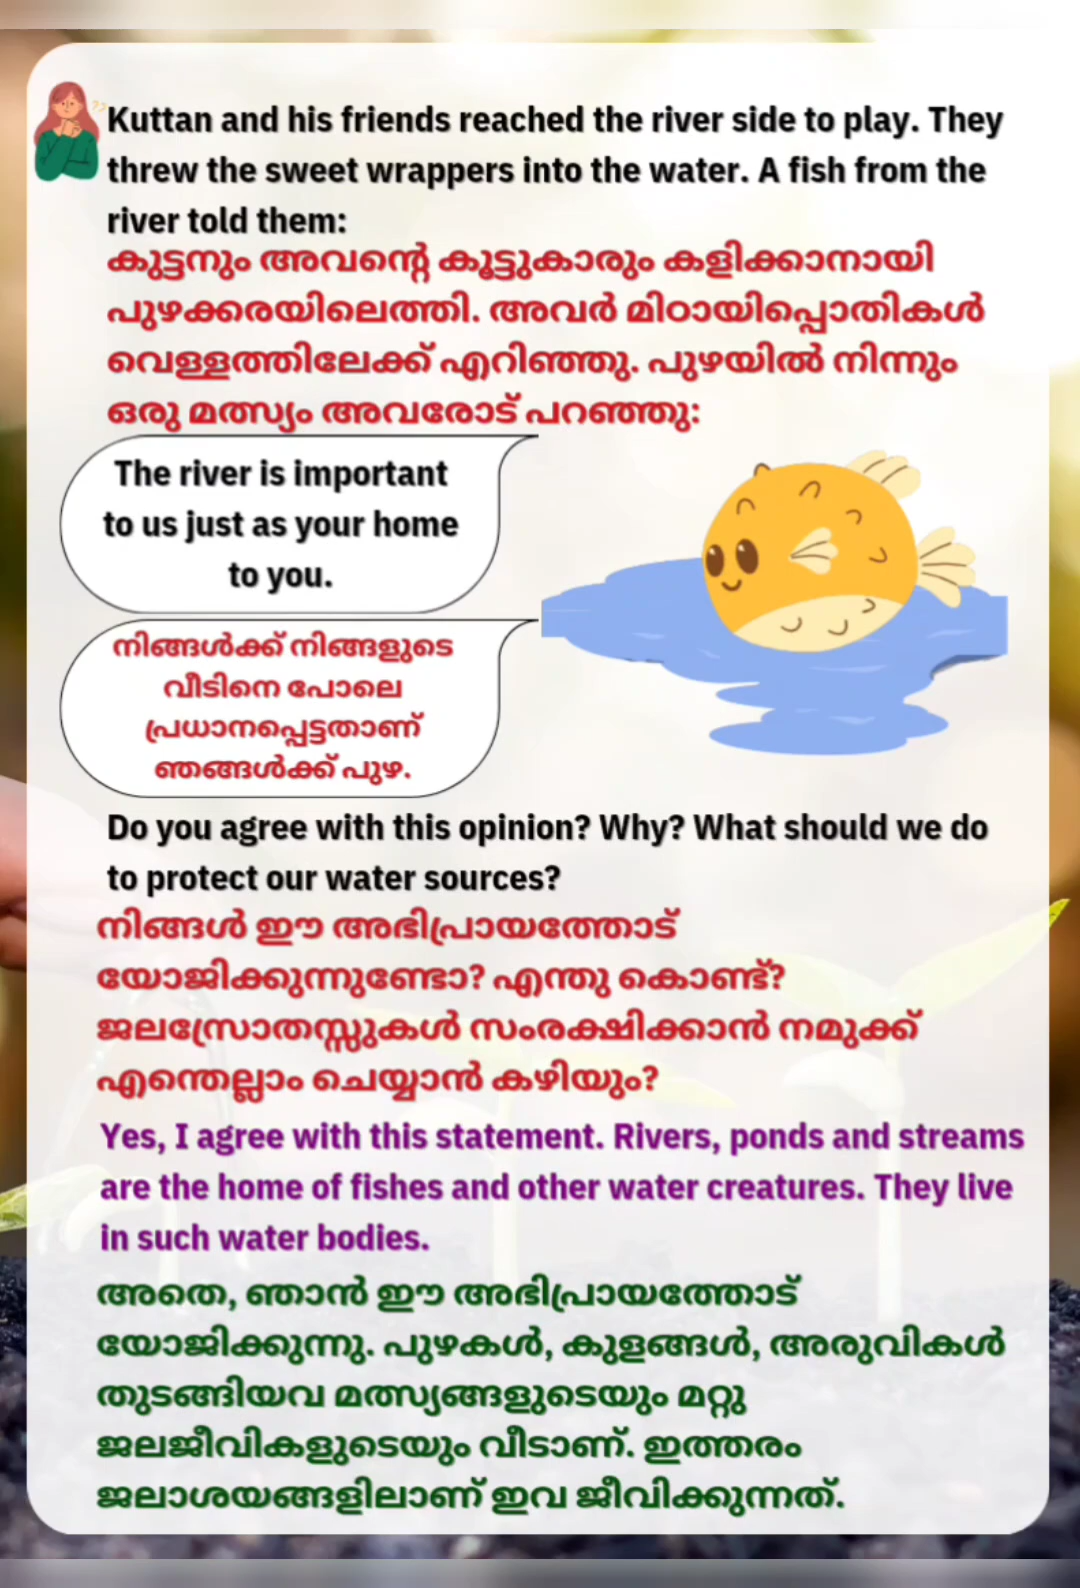 Kuttan and his friends reached the river side to play. They
threw the sweet wrappers into the water. A fish from the
river told them:
കുട്ടനും അവന്റെ കൂട്ടുകാരും കളിക്കാനായി
പുഴക്കരയിലെത്തി. അവർ മിഠായിപ്പൊതികൾ
വെള്ളത്തിലേക്ക് എറിഞ്ഞു. പുഴയിൽ നിന്നും
ഒരു മത്സ്യം അവരോട് പറഞ്ഞു:
The river is important
to us just as your home
to you.
നിങ്ങൾക്ക് നിങ്ങളുടെ
വീടിനെ പോലെ
പ്രധാനപ്പെട്ടതാണ്
ഞങ്ങൾക്ക് പുഴ.
Do you agree with this opinion? Why? What should we do
to protect our water sources?
നിങ്ങൾ ഈ അഭിപ്രായത്തോട്
യോജിക്കുന്നുണ്ടോ? എന്തു കൊണ്ട്?
ജലസ്രോതസ്സുകൾ സംരക്ഷിക്കാൻ നമുക്ക്
എന്തെല്ലാം ചെയ്യാൻ കഴിയും?
Yes, I agree with this statement. Rivers, ponds and streams
are the home of fishes and other water creatures. They live
in such water bodies.
അതെ, ഞാൻ ഈ അഭിപ്രായത്തോട്
യോജിക്കുന്നു. പുഴകൾ, കുളങ്ങൾ, അരുവികൾ
തുടങ്ങിയവ മത്സ്യങ്ങളുടെയും മറ്റു
ജലജീവികളുടെയും വീടാണ്. ഇത്തരം
ജലാശയങ്ങളിലാണ് ഇവ ജീവിക്കുന്നത്.